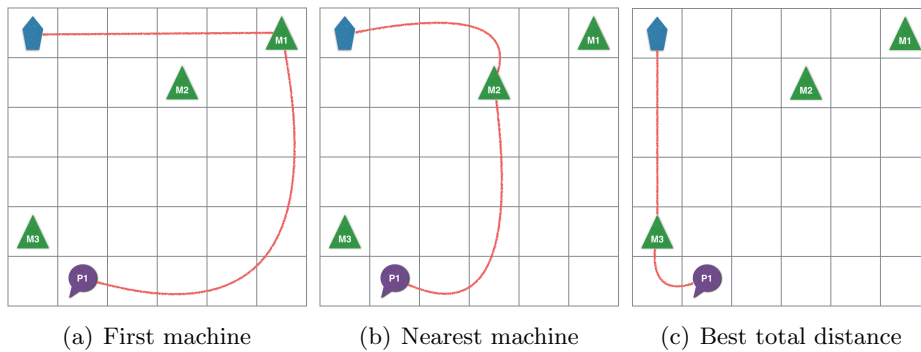 M1
M2
M3
P1
(a) First machine
M1
M2
M3
P1
(b) Nearest machine
M1
M2
M3
P1
(c) Best total distance